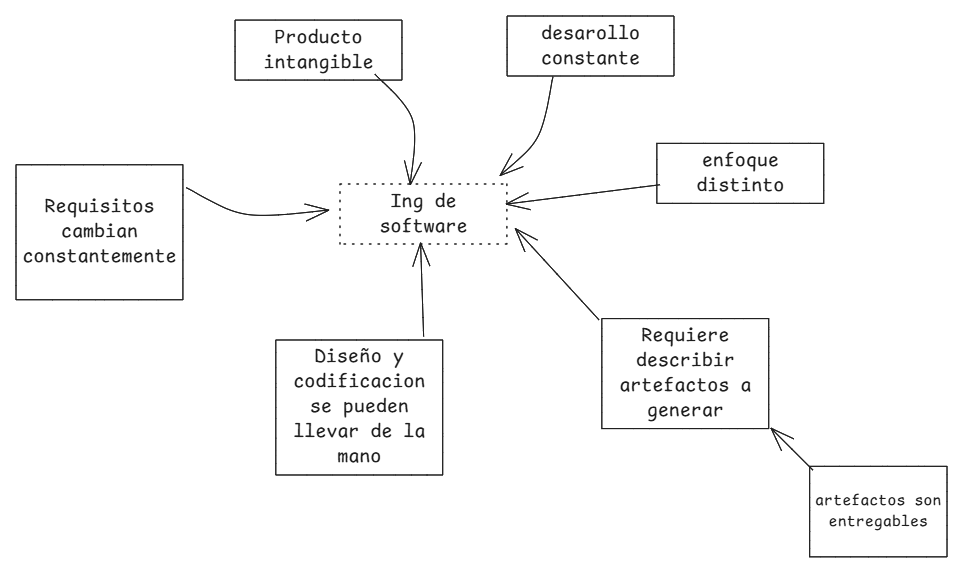 Producto
intangible
desarollo
constante
enfoque
distinto
Requisitos
cambian
constantemente
Ing de
software
Diseño y
codificacion
se pueden
llevar de la
mano
Requiere
describir
artefactos a
generar
artefactos son
entregables